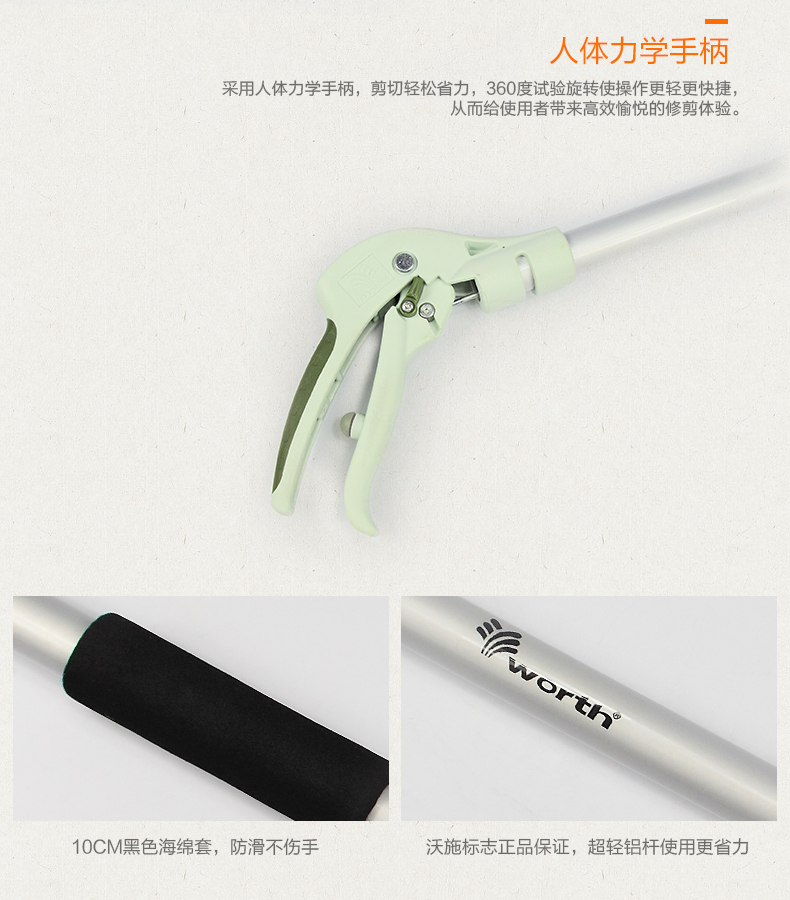 人体力学手柄
采用人体力学手柄，剪切轻松省力，360度试验旋转使操作更轻更快捷，
从而给使用者带来高效愉悦的修剪体验。
worth®
10CM黑色海绵套，防滑不伤手
沃施标志正品保证，超轻铝杆使用更省力